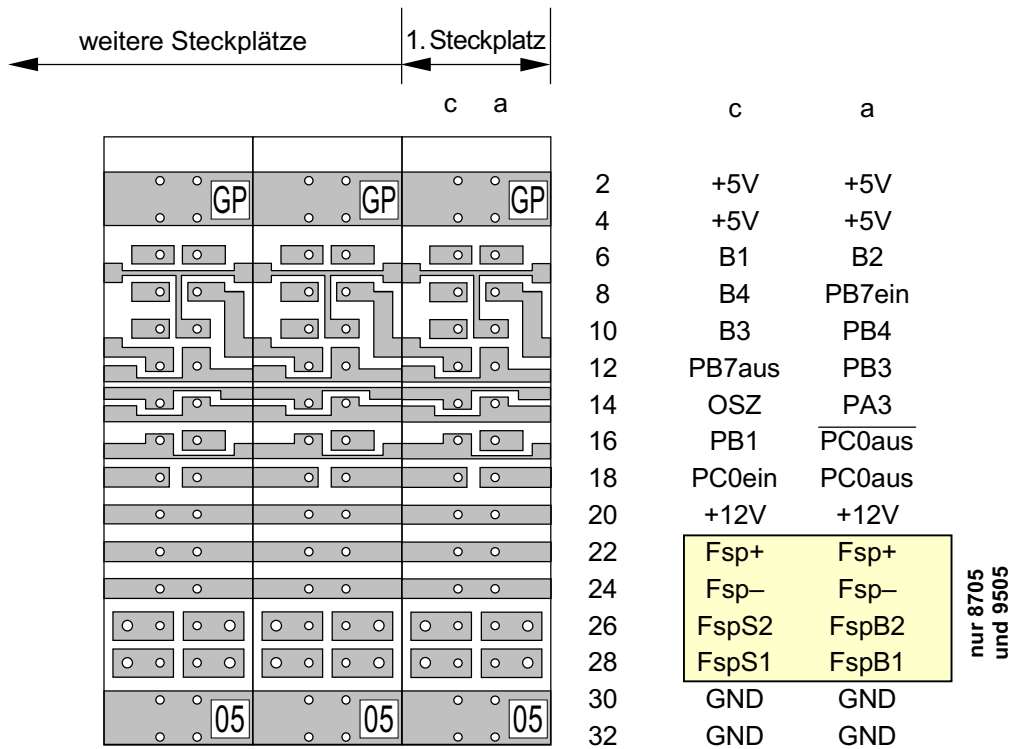 weitere Steckplätze 1. Steckplatz
c a c a
2 +5V +5V
GP GP GP
4 +5V +5V
6 B1 B2
8 B4 PB7ein
10 B3 PB4
12 PB7aus PB3
14 OSZ PA3
16 PB1 PC0aus
18 PC0ein PC0aus
20 +12V +12V
22 Fsp+ Fsp+
24 Fsp– Fsp–
26 FspS2 FspB2
28 FspS1 FspB1
nur 8705
und 9505
30 GND GND
05 05 05
32 GND GND